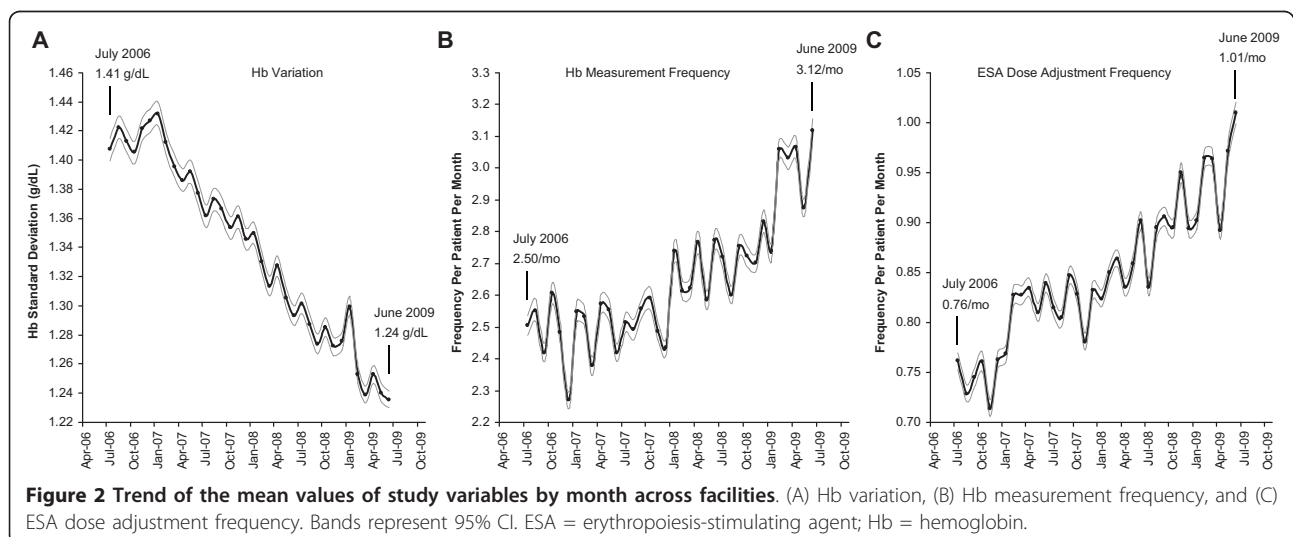 A
July 2006
1.41 g/dL
Hb Variation
Hb Standard Deviation (g/dL)
1.46
1.44
1.42
1.40
1.38
1.36
1.34
1.32
1.30
1.28
1.26
1.24
1.22
June 2009
1.24 g/dL
Apr-06
Jul-06
Oct-06
Jan-07
Apr-07
Jul-07
Oct-07
Jan-08
Apr-08
Jul-08
Oct-08
Jan-09
Apr-09
Jul-09
Oct-09
B
June 2009
3.12/mo
Hb Measurement Frequency
Frequency Per Patient Per Month
3.3
3.2
3.1
3.0
2.9
2.8
2.7
2.6
2.5
2.4
2.3
2.2
July 2006
2.50/mo
Apr-06
Jul-06
Oct-06
Jan-07
Apr-07
Jul-07
Oct-07
Jan-08
Apr-08
Jul-08
Oct-08
Jan-09
Apr-09
Jul-09
Oct-09
C
June 2009
1.01/mo
ESA Dose Adjustment Frequency
Frequency Per Patient Per Month
1.05
1.00
0.95
0.90
0.85
0.80
0.75
0.70
July 2006
0.76/mo
Apr-06
Jul-06
Oct-06
Jan-07
Apr-07
Jul-07
Oct-07
Jan-08
Apr-08
Jul-08
Oct-08
Jan-09
Apr-09
Jul-09
Oct-09
Figure 2 Trend of the mean values of study variables by month across facilities. (A) Hb variation, (B) Hb measurement frequency, and (C)
ESA dose adjustment frequency. Bands represent 95% CI. ESA = erythropoiesis-stimulating agent; Hb = hemoglobin.